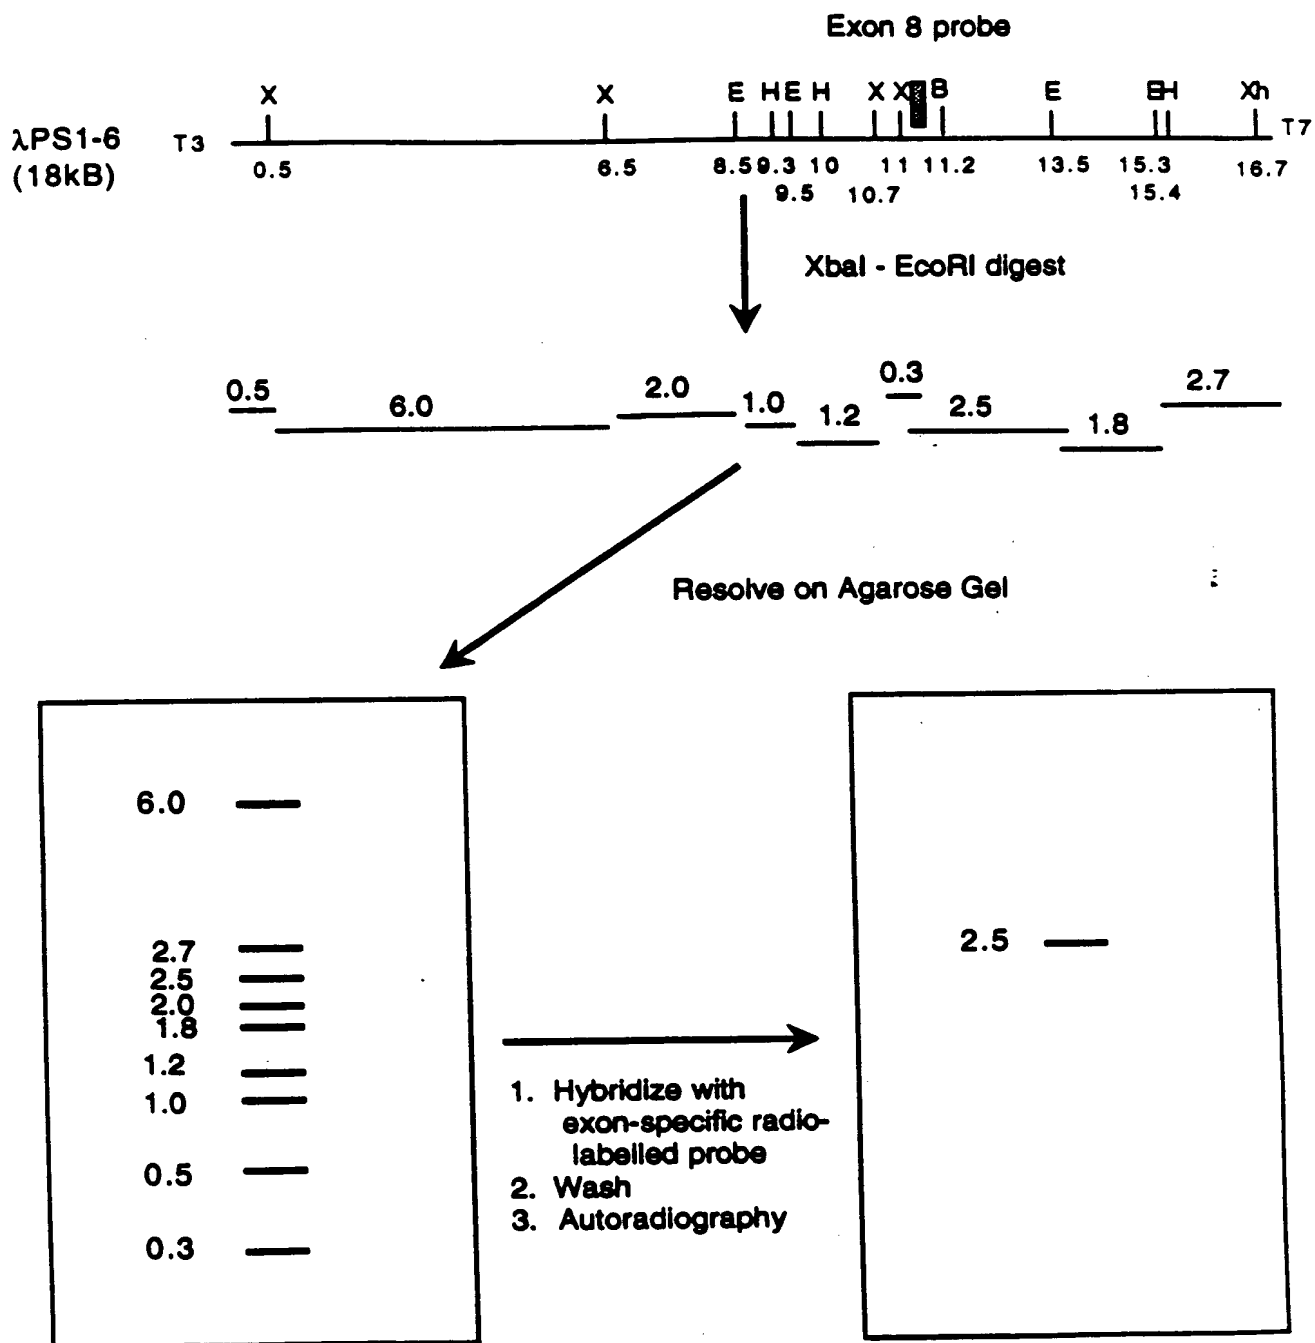 Exon 8 probe
X X E H E H X X B E E H Xh
λPS1-6 T3 T7
(18kB) 0.5 6.5 8.5 9.3 10 11 11.2 13.5 15.3 16.7
9.5 10.7 15.4
XbaI - EcoRI digest
0.5 6.0 2.0 1.0 1.2 0.3 2.5 1.8 2.7
Resolve on Agarose Gel
6.0
2.7
2.5
2.0
1.8
1.2
1.0
0.5
0.3
1. Hybridize with
exon-specific radio-
labelled probe
2. Wash
3. Autoradiography
2.5